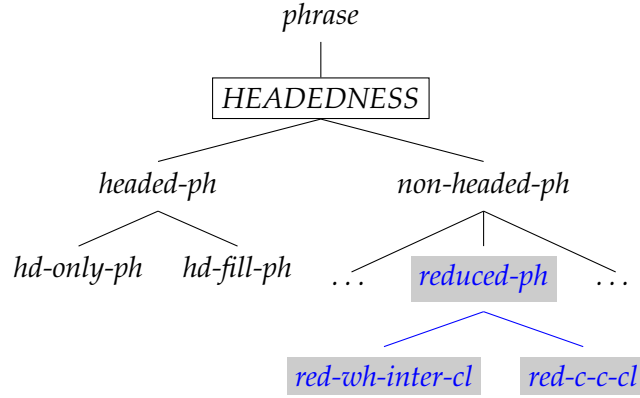 phrase
HEADEDNESS
headed-ph non-headed-ph
hd-only-ph hd-fill-ph ... reduced-ph ...
red-wh-inter-cl red-c-c-cl